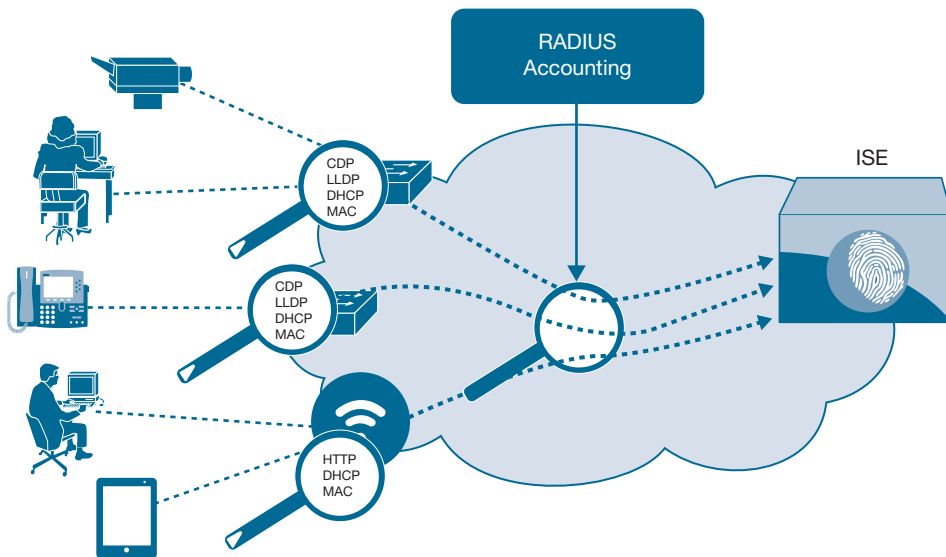 RADIUS
Accounting
ISE
CDP
LLDP
DHCP
MAC
CDP
LLDP
DHCP
MAC
HTTP
DHCP
MAC